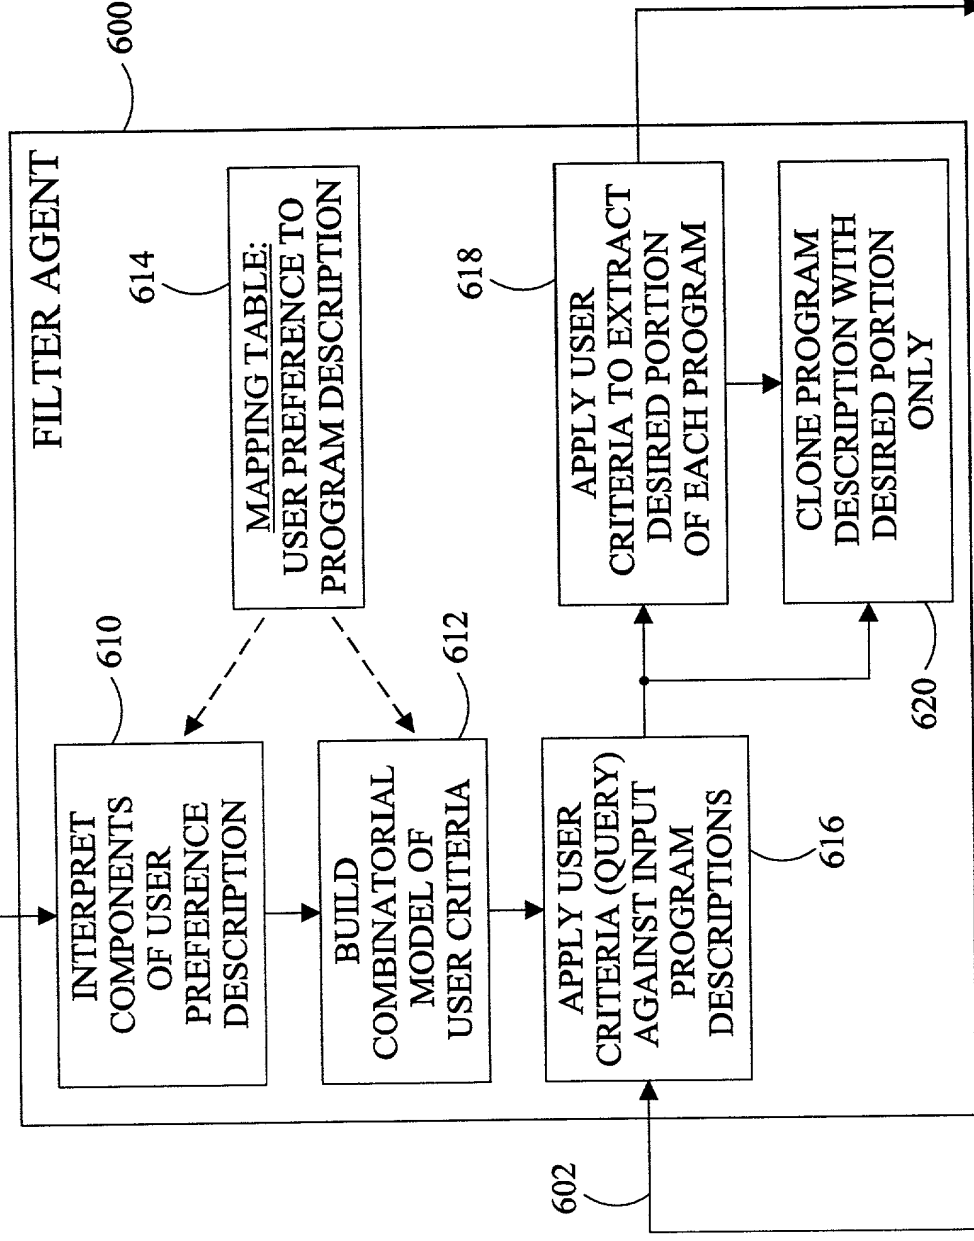 FILTER AGENT
600
610
INTERPRET
COMPONENTS
OF USER
PREFERENCE
DESCRIPTION
614
MAPPING TABLE:
USER PREFERENCE TO
PROGRAM DESCRIPTION
612
BUILD
COMBINATORIAL
MODEL OF
USER CRITERIA
602
APPLY USER
CRITERIA (QUERY)
AGAINST INPUT
PROGRAM
DESCRIPTIONS
616
618
APPLY USER
CRITERIA TO EXTRACT
DESIRED PORTION
OF EACH PROGRAM
620
CLONE PROGRAM
DESCRIPTION WITH
DESIRED PORTION
ONLY